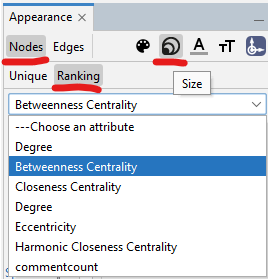 Appearance
Nodes Edges A TT
Unique Ranking
Size
Betweenness Centrality
---Choose an attribute
Degree
Betweenness Centrality
Closeness Centrality
Degree
Eccentricity
Harmonic Closeness Centrality
commentcount